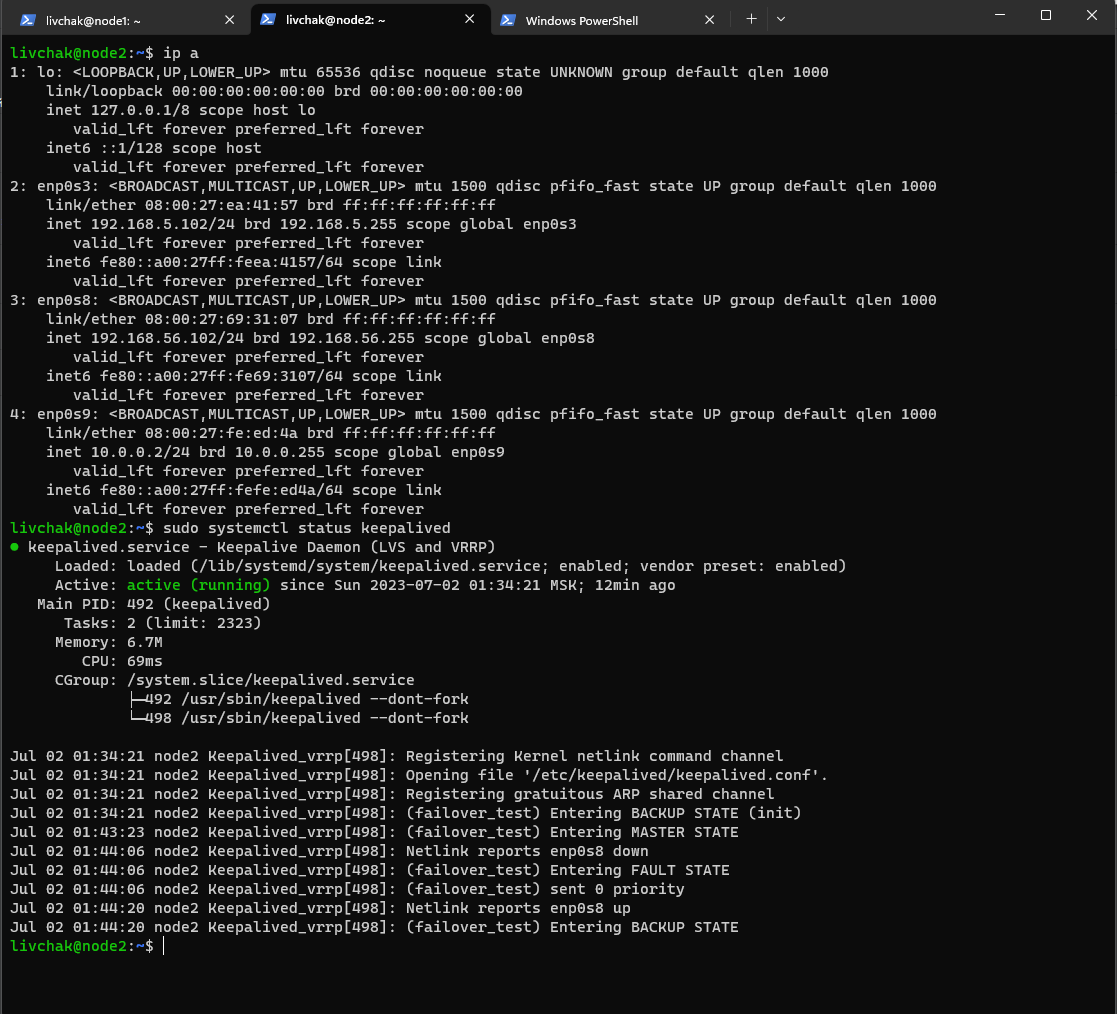 livchak@node1: ~
livchak@node2: ~
Windows PowerShell
livchak@node2:~$ ip a
1: lo: <LOOPBACK,UP,LOWER_UP> mtu 65536 qdisc noqueue state UNKNOWN group default qlen 1000
    link/loopback 00:00:00:00:00:00 brd 00:00:00:00:00:00
    inet 127.0.0.1/8 scope host lo
       valid_lft forever preferred_lft forever
    inet6 ::1/128 scope host
       valid_lft forever preferred_lft forever
2: enp0s3: <BROADCAST,MULTICAST,UP,LOWER_UP> mtu 1500 qdisc pfifo_fast state UP group default qlen 1000
    link/ether 08:00:27:ea:41:57 brd ff:ff:ff:ff:ff:ff
    inet 192.168.5.102/24 brd 192.168.5.255 scope global enp0s3
       valid_lft forever preferred_lft forever
    inet6 fe80::a00:27ff:feea:4157/64 scope link
       valid_lft forever preferred_lft forever
3: enp0s8: <BROADCAST,MULTICAST,UP,LOWER_UP> mtu 1500 qdisc pfifo_fast state UP group default qlen 1000
    link/ether 08:00:27:69:31:07 brd ff:ff:ff:ff:ff:ff
    inet 192.168.56.102/24 brd 192.168.56.255 scope global enp0s8
       valid_lft forever preferred_lft forever
    inet6 fe80::a00:27ff:fe69:3107/64 scope link
       valid_lft forever preferred_lft forever
4: enp0s9: <BROADCAST,MULTICAST,UP,LOWER_UP> mtu 1500 qdisc pfifo_fast state UP group default qlen 1000
    link/ether 08:00:27:fe:ed:4a brd ff:ff:ff:ff:ff:ff
    inet 10.0.0.2/24 brd 10.0.0.255 scope global enp0s9
       valid_lft forever preferred_lft forever
    inet6 fe80::a00:27ff:fefe:ed4a/64 scope link
       valid_lft forever preferred_lft forever
livchak@node2:~$ sudo systemctl status keepalived
● keepalived.service - Keepalive Daemon (LVS and VRRP)
     Loaded: loaded (/lib/systemd/system/keepalived.service; enabled; vendor preset: enabled)
     Active: active (running) since Sun 2023-07-02 01:34:21 MSK; 12min ago
   Main PID: 492 (keepalived)
      Tasks: 2 (limit: 2323)
     Memory: 6.7M
        CPU: 69ms
     CGroup: /system.slice/keepalived.service
             ├─492 /usr/sbin/keepalived --dont-fork
             └─498 /usr/sbin/keepalived --dont-fork
Jul 02 01:34:21 node2 Keepalived_vrrp[498]: Registering Kernel netlink command channel
Jul 02 01:34:21 node2 Keepalived_vrrp[498]: Opening file '/etc/keepalived/keepalived.conf'.
Jul 02 01:34:21 node2 Keepalived_vrrp[498]: Registering gratuitous ARP shared channel
Jul 02 01:34:21 node2 Keepalived_vrrp[498]: (failover_test) Entering BACKUP STATE (init)
Jul 02 01:43:23 node2 Keepalived_vrrp[498]: (failover_test) Entering MASTER STATE
Jul 02 01:44:06 node2 Keepalived_vrrp[498]: Netlink reports enp0s8 down
Jul 02 01:44:06 node2 Keepalived_vrrp[498]: (failover_test) Entering FAULT STATE
Jul 02 01:44:06 node2 Keepalived_vrrp[498]: (failover_test) sent 0 priority
Jul 02 01:44:20 node2 Keepalived_vrrp[498]: Netlink reports enp0s8 up
Jul 02 01:44:20 node2 Keepalived_vrrp[498]: (failover_test) Entering BACKUP STATE
livchak@node2:~$